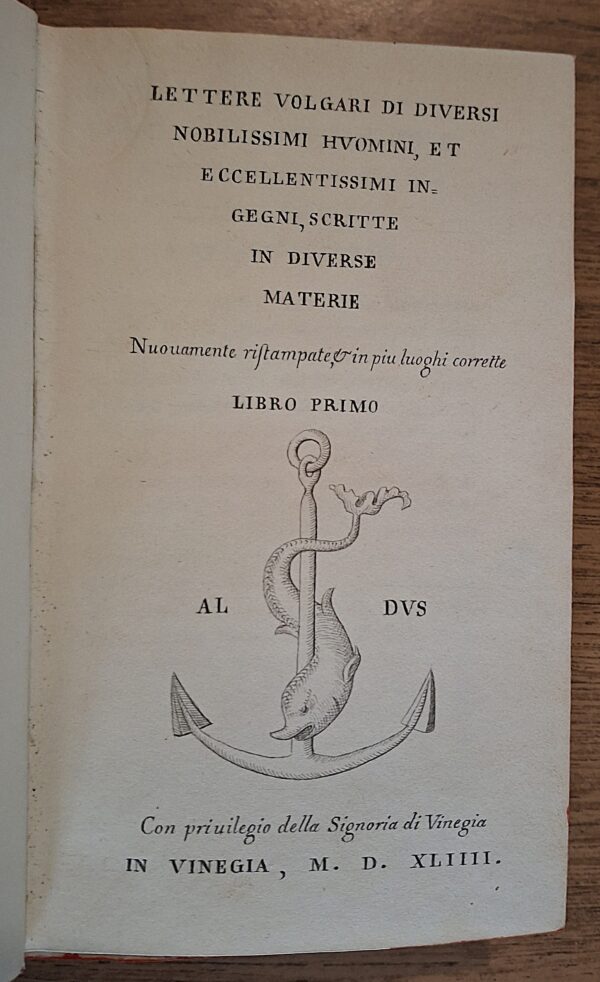 LETTERE VOLGARI DI DIVERSI
NOBILISSIMI HVOMINI, ET
ECCELLENTISSIMI IN=
GEGNI, SCRITTE
IN DIVERSE
MATERIE
Nuouamente riſtampate, & in piu luoghi corrette
LIBRO PRIMO
AL DVS
Con priuilegio della Signoria di Vinegia
IN VINEGIA, M. D. XLIIII.